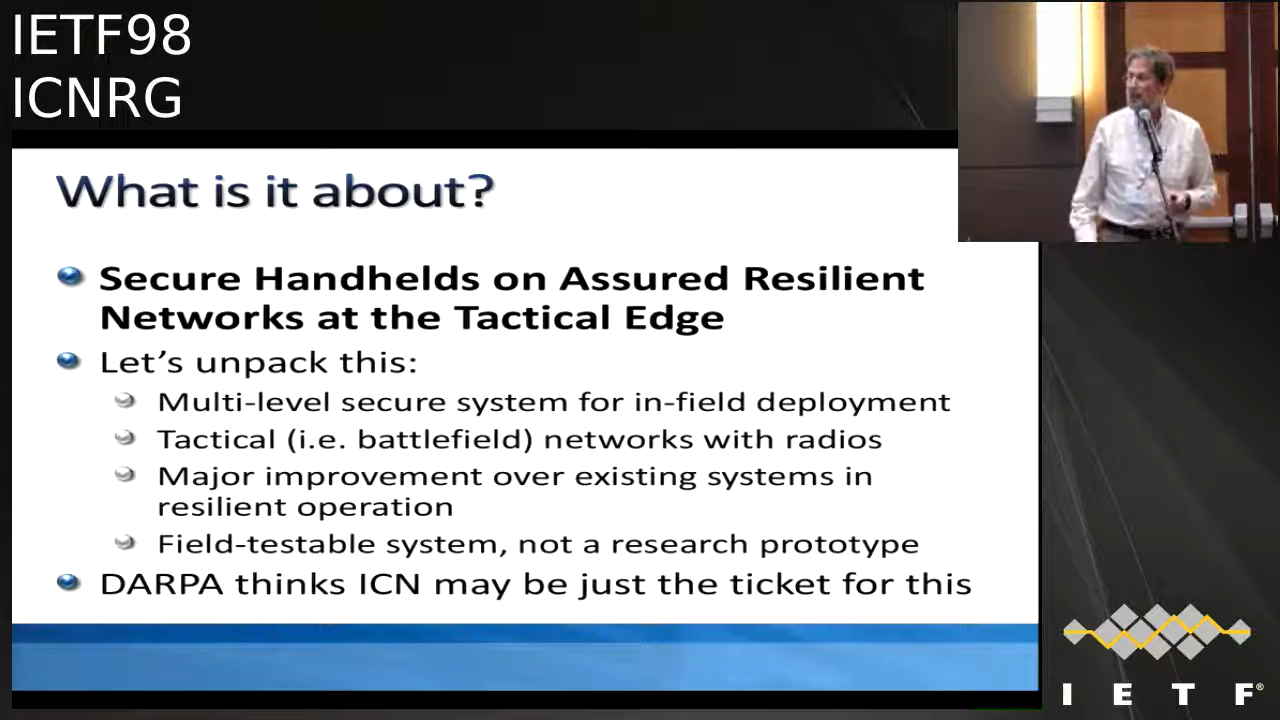 IETF98
ICNRG
What is it about?
Secure Handhelds on Assured Resilient
Networks at the Tactical Edge
Let’s unpack this:
Multi-level secure system for in-field deployment
Tactical (i.e. battlefield) networks with radios
Major improvement over existing systems in
resilient operation
Field-testable system, not a research prototype
DARPA thinks ICN may be just the ticket for this
I E T F®